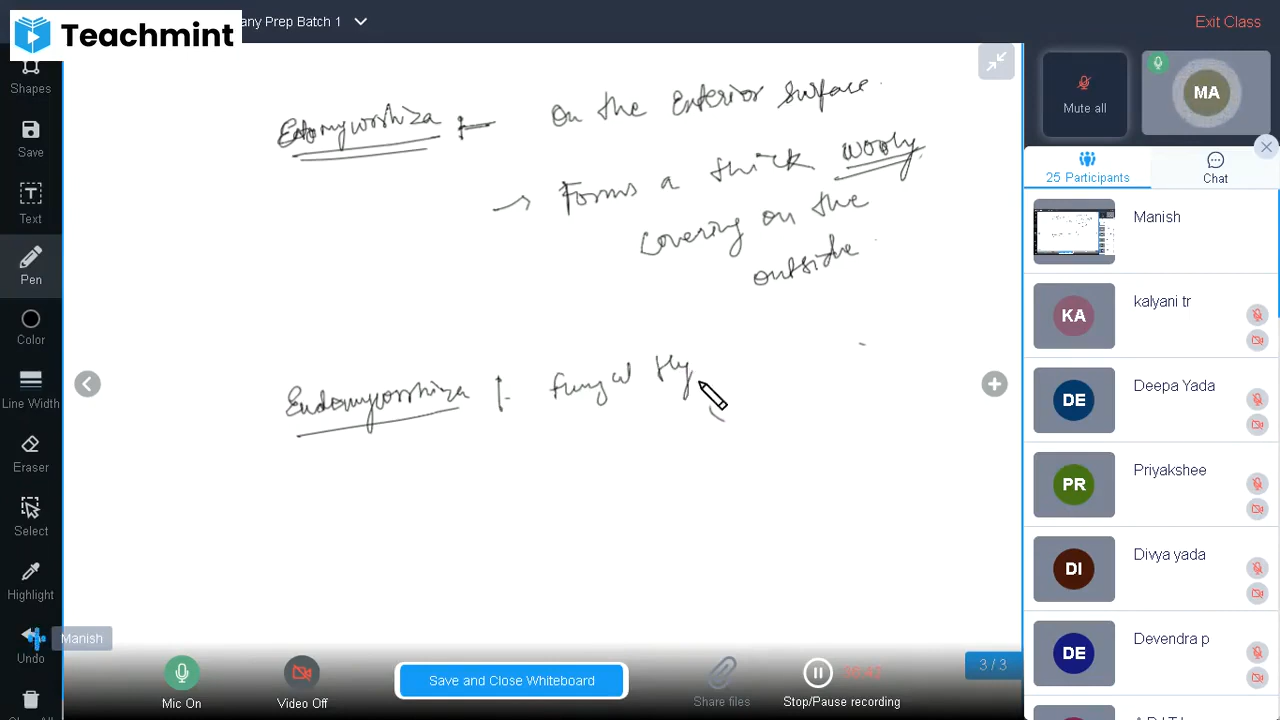 Teachmint
any Prep Batch 1
Exit Class
Shapes
Save
Text
Pen
Color
Line Width
Eraser
Select
Highlight
Undo
Manish
Ectomycorrhiza :- On the Exterior surface.
→ Forms a thick wooly
covering on the
outside.
Endomycorrhiza :- fungal Hy
Mute all
MA
25 Participants
Chat
Manish
KA
kalyani tr
DE
Deepa Yada
PR
Priyakshee
DI
Divya yada
DE
Devendra p
3 / 3
Mic On
Video Off
Save and Close Whiteboard
Share files
Stop/Pause recording